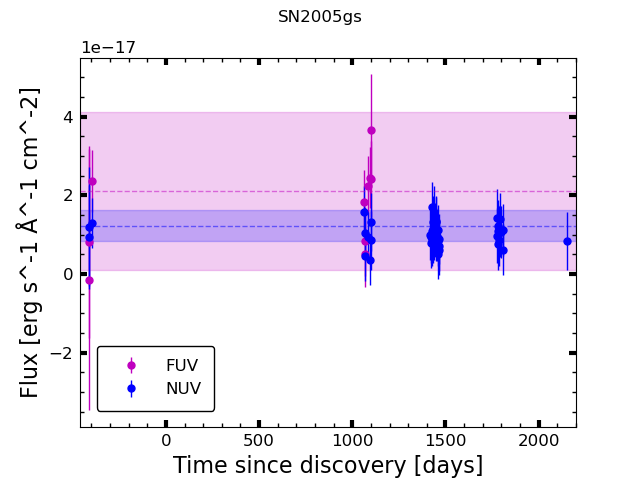 SN2005gs
1e−17
4
2
0
−2
Flux [erg s^-1 Å^-1 cm^-2]
FUV
NUV
0 500 1000 1500 2000
Time since discovery [days]